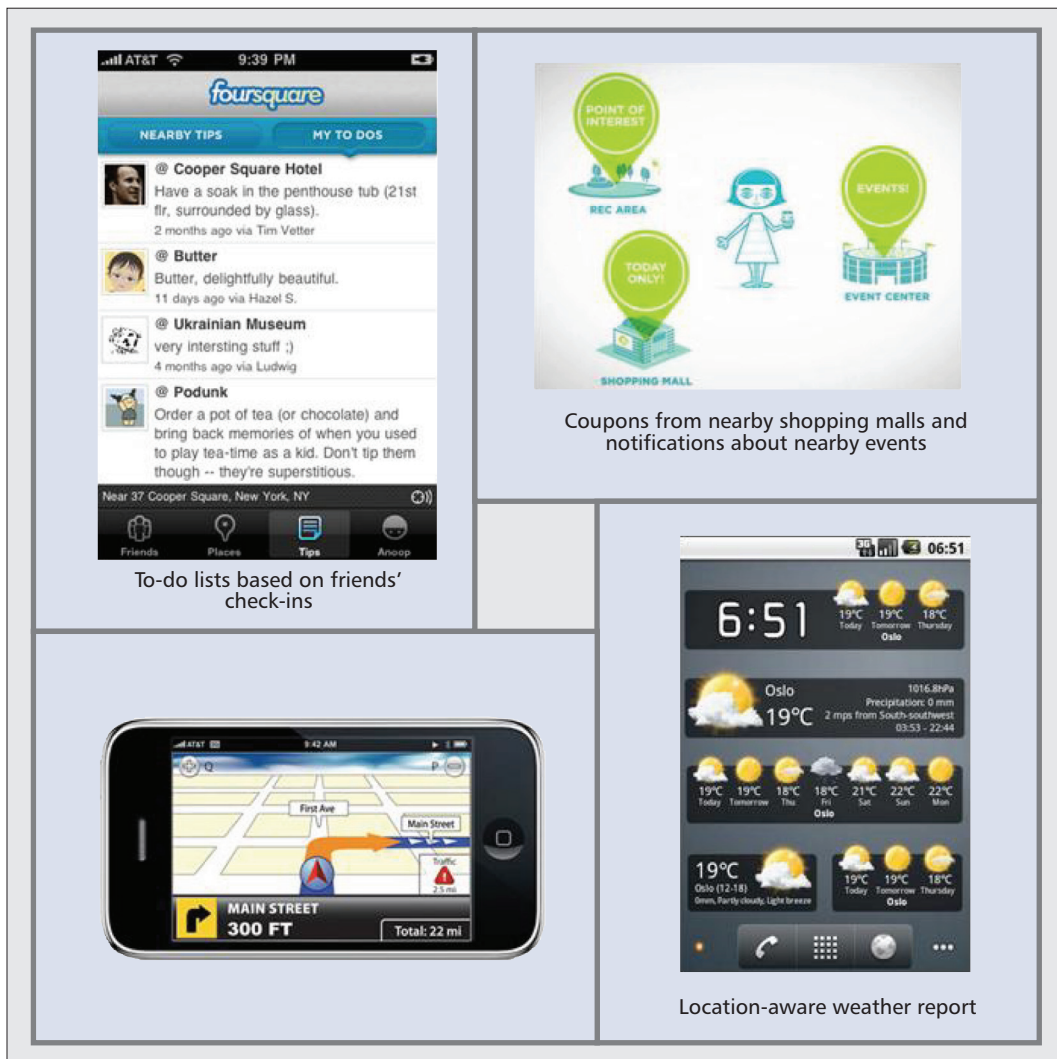 AT&T 9:39 PM
foursquare
NEARBY TIPS MY TO DOS
@ Cooper Square Hotel
Have a soak in the penthouse tub (21st
flr, surrounded by glass).
2 months ago via Tim Vetter
@ Butter
Butter, delightfully beautiful.
11 days ago via Hazel S.
@ Ukrainian Museum
very intersting stuff ;)
4 months ago via Ludwig
@ Podunk
Order a pot of tea (or chocolate) and
bring back memories of when you used
to play tea-time as a kid. Don't tip them
though -- they're superstitious.
Near 37 Cooper Square, New York, NY
Friends Places Tips Anoop
To-do lists based on friends'
check-ins
POINT OF
INTEREST
REC AREA
EVENTS!
EVENT CENTER
TODAY
ONLY!
SHOPPING MALL
Coupons from nearby shopping malls and
notifications about nearby events
AT&T 9:42 AM
Q P
First Ave
Main Street
Traffic
2.5 mi
MAIN STREET
300 FT
Total: 22 mi
3G 06:51
6:51
19°C 19°C 18°C
Today Tomorrow Thursday
Oslo
Oslo
19°C
1016.8hPa
Precipitation: 0 mm
2 mps from South-southwest
03:53 - 22:44
19°C 19°C 18°C 18°C 21°C 22°C 22°C
Today Tomorrow Thu Fri Sat Sun Mon
Oslo
19°C
Oslo (12-18)
0mm, Partly cloudy, Light breeze
19°C 19°C 18°C
Today Tomorrow Thursday
Oslo
Location-aware weather report